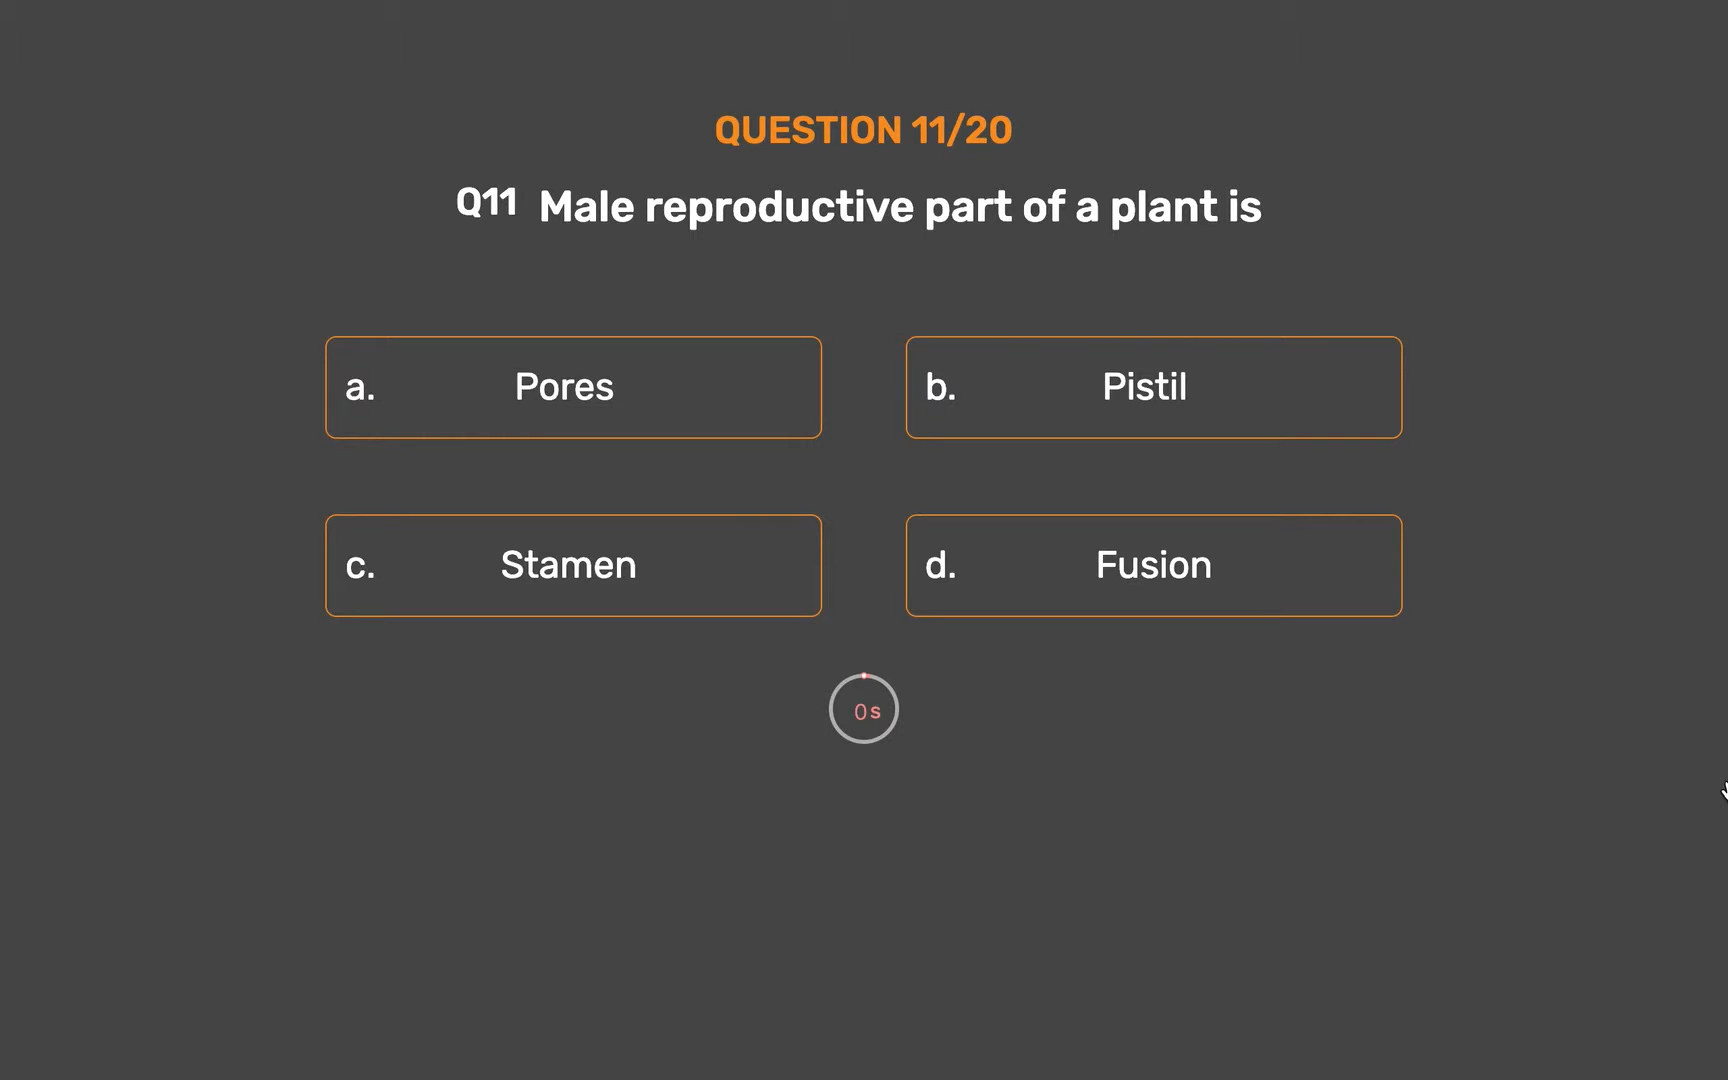 QUESTION 11/20
Q11 Male reproductive part of a plant is
a. Pores
b. Pistil
c. Stamen
d. Fusion
0s